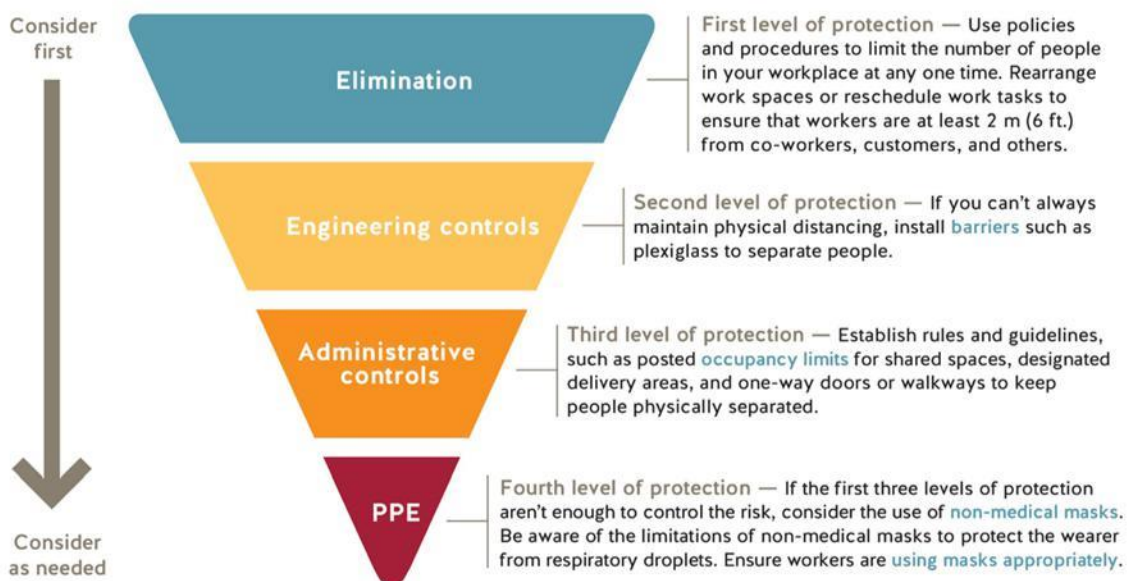 Consider
first
Elimination
First level of protection — Use policies
and procedures to limit the number of people
in your workplace at any one time. Rearrange
work spaces or reschedule work tasks to
ensure that workers are at least 2 m (6 ft.)
from co-workers, customers, and others.
Engineering controls
Second level of protection — If you can’t always
maintain physical distancing, install barriers such as
plexiglass to separate people.
Administrative
controls
Third level of protection — Establish rules and guidelines,
such as posted occupancy limits for shared spaces, designated
delivery areas, and one-way doors or walkways to keep
people physically separated.
PPE
Fourth level of protection — If the first three levels of protection
aren’t enough to control the risk, consider the use of non-medical masks.
Be aware of the limitations of non-medical masks to protect the wearer
from respiratory droplets. Ensure workers are using masks appropriately.
Consider
as needed